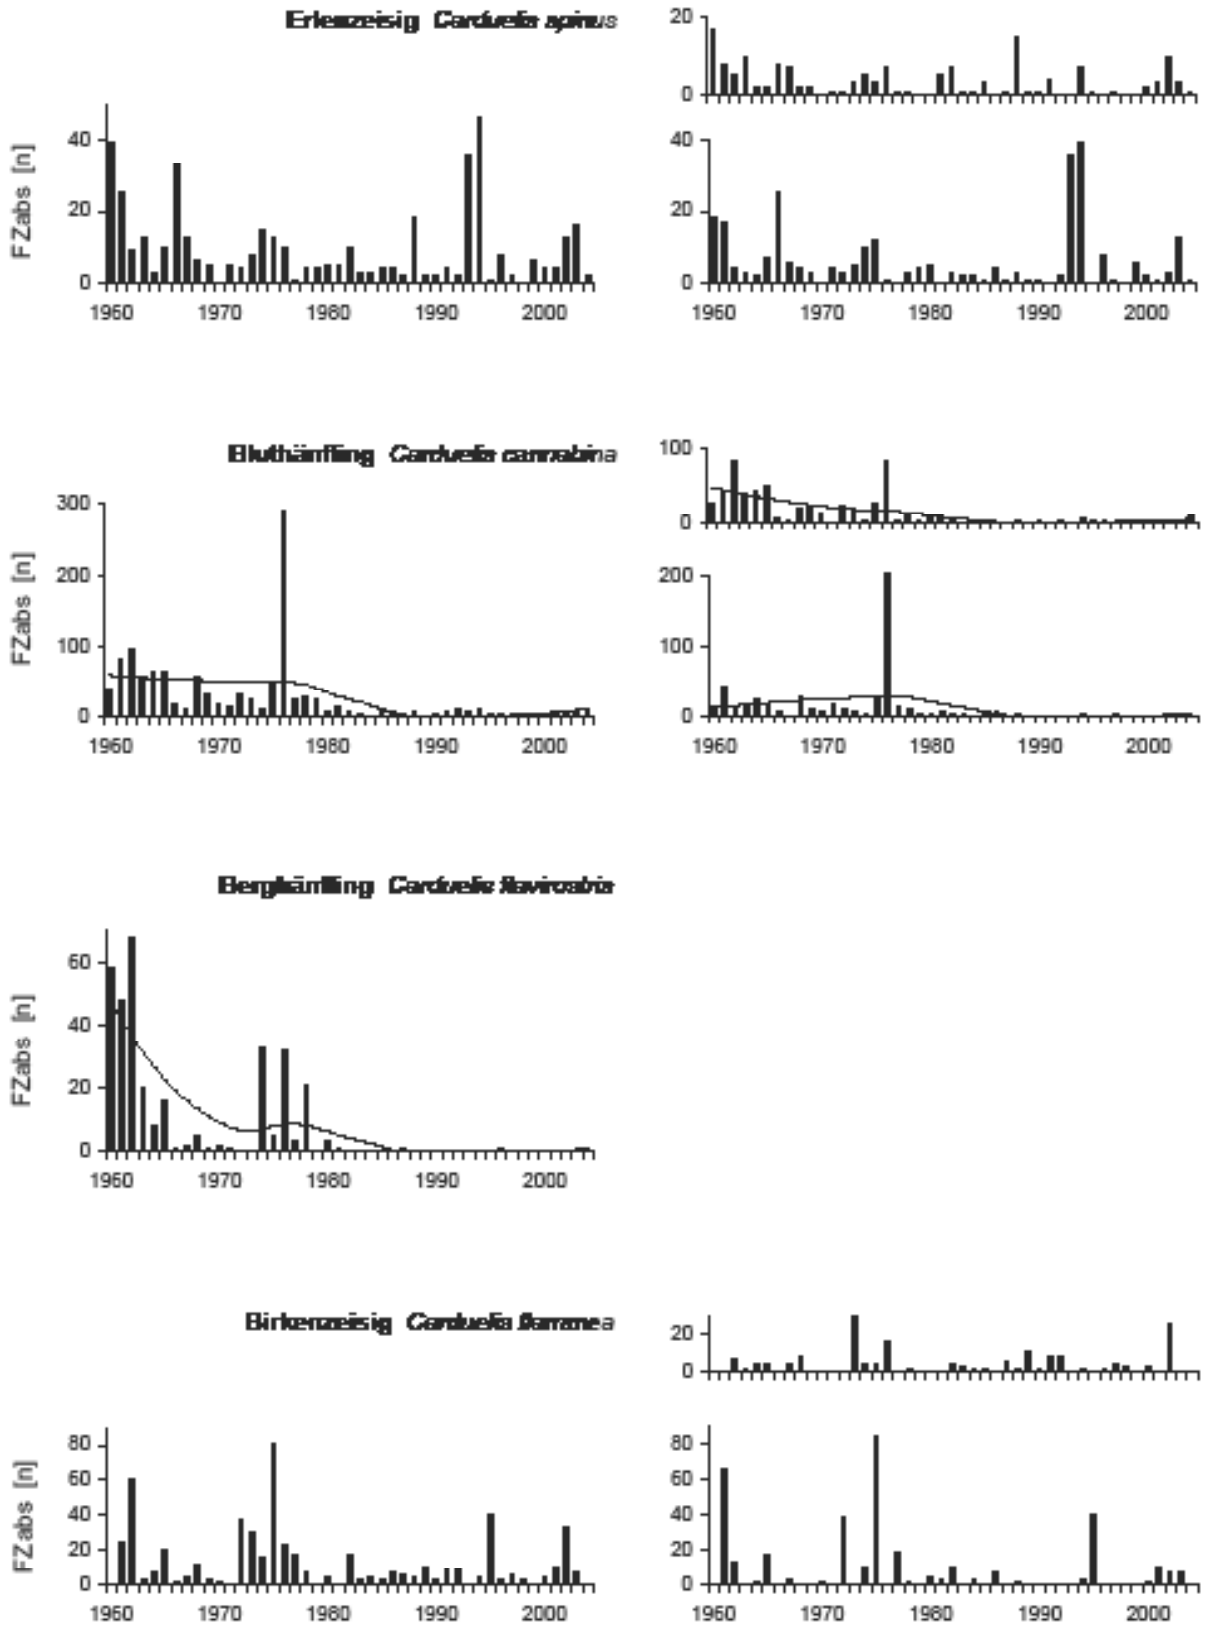 Erlenzeisig Carduelis spinus
20
0
FZabs [n]
40
20
0
1960 1970 1980 1990 2000
40
20
0
1960 1970 1980 1990 2000
Bluthänfling Carduelis cannabina
100
0
FZabs [n]
300
200
100
0
1960 1970 1980 1990 2000
200
100
0
1960 1970 1980 1990 2000
Berghänfling Carduelis flavirostris
FZabs [n]
60
40
20
0
1960 1970 1980 1990 2000
Birkenzeisig Carduelis flammea
20
0
FZabs [n]
80
60
40
20
0
1960 1970 1980 1990 2000
80
60
40
20
0
1960 1970 1980 1990 2000